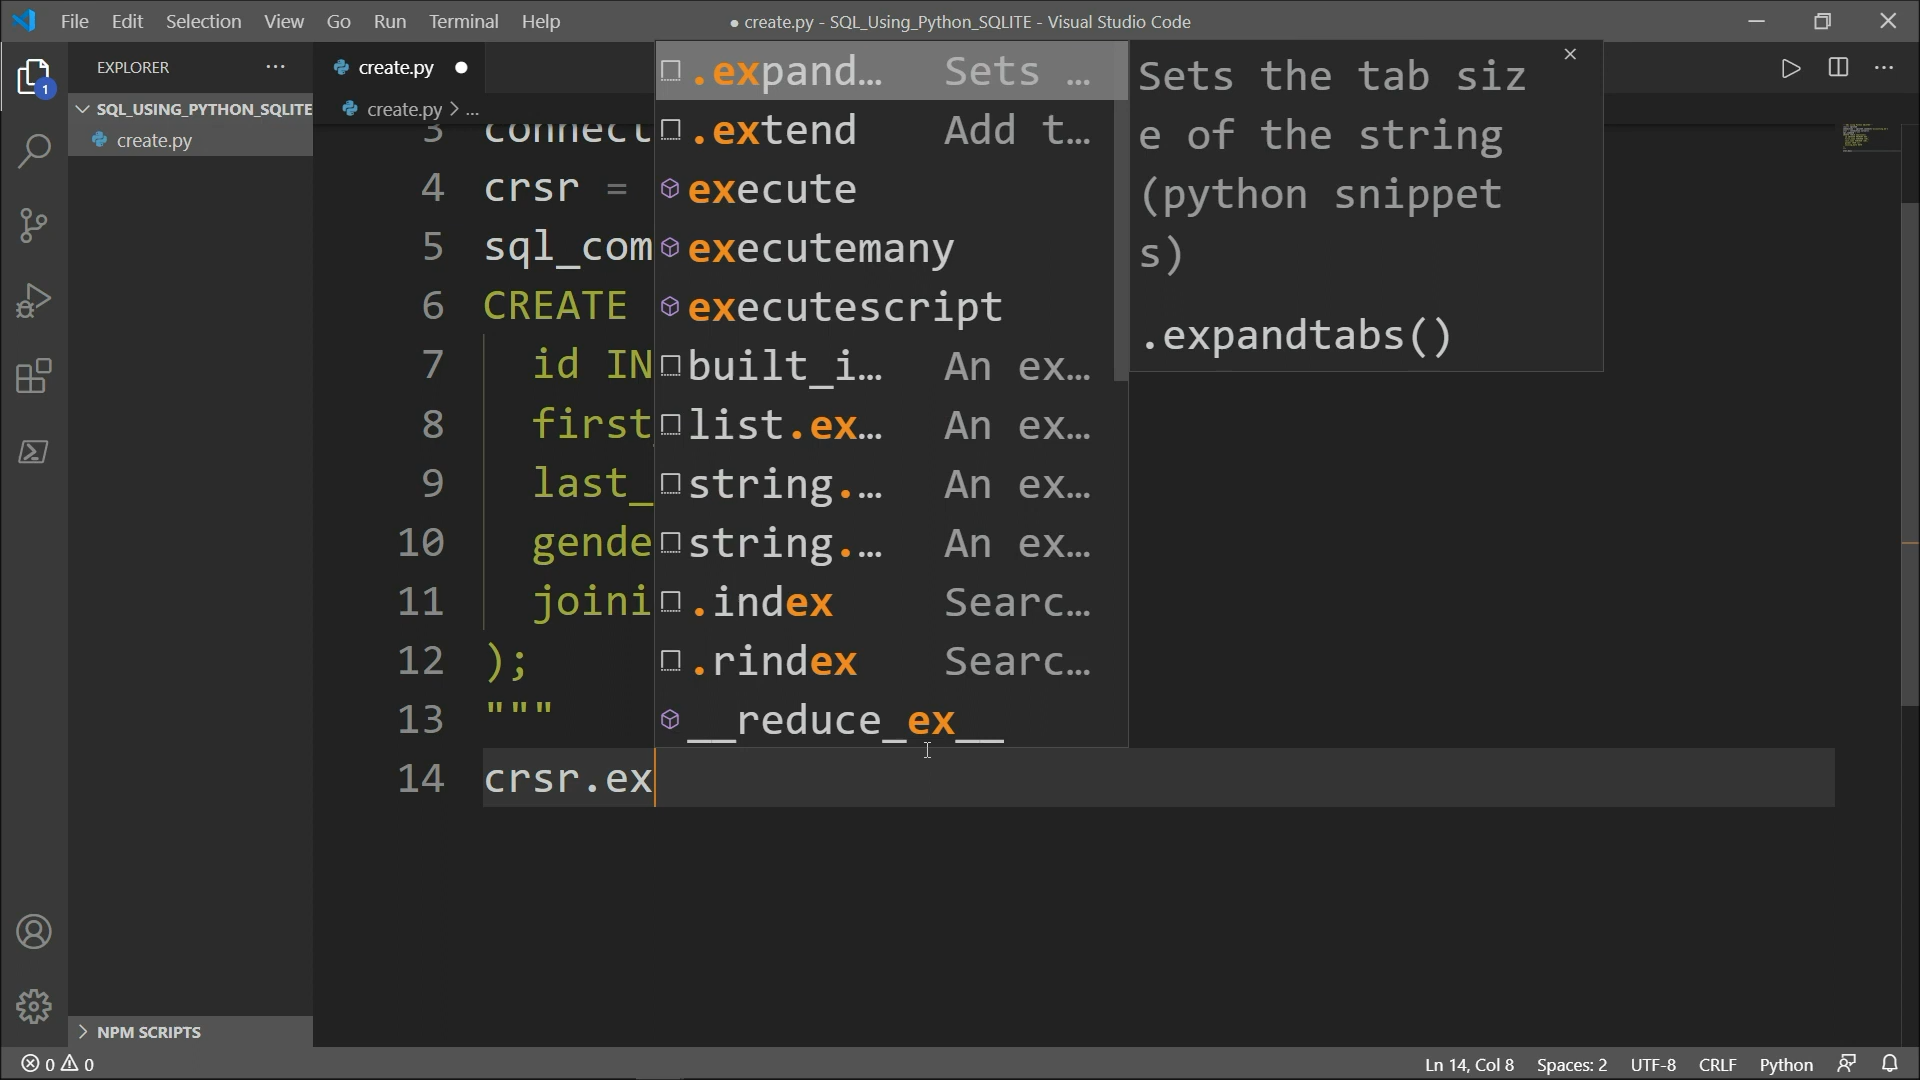 File Edit Selection View Go Run Terminal Help
● create.py - SQL_Using_Python_SQLITE - Visual Studio Code
EXPLORER ...
1
SQL_USING_PYTHON_SQLITE
create.py
NPM SCRIPTS
create.py ●
create.py > ...
3 connect
4 crsr =
5 sql_com
6 CREATE
7 id IN
8 first_
9 last_
10 gende
11 joini
12 );
13 """
14 crsr.ex
.expand… Sets …
.extend Add t…
execute
executemany
executescript
built_i… An ex…
list.ex… An ex…
string.… An ex…
string.… An ex…
.index Searc…
.rindex Searc…
__reduce_ex__
Sets the tab siz
e of the string
(python snippet
s)
.expandtabs()
0 0
Ln 14, Col 8 Spaces: 2 UTF-8 CRLF Python